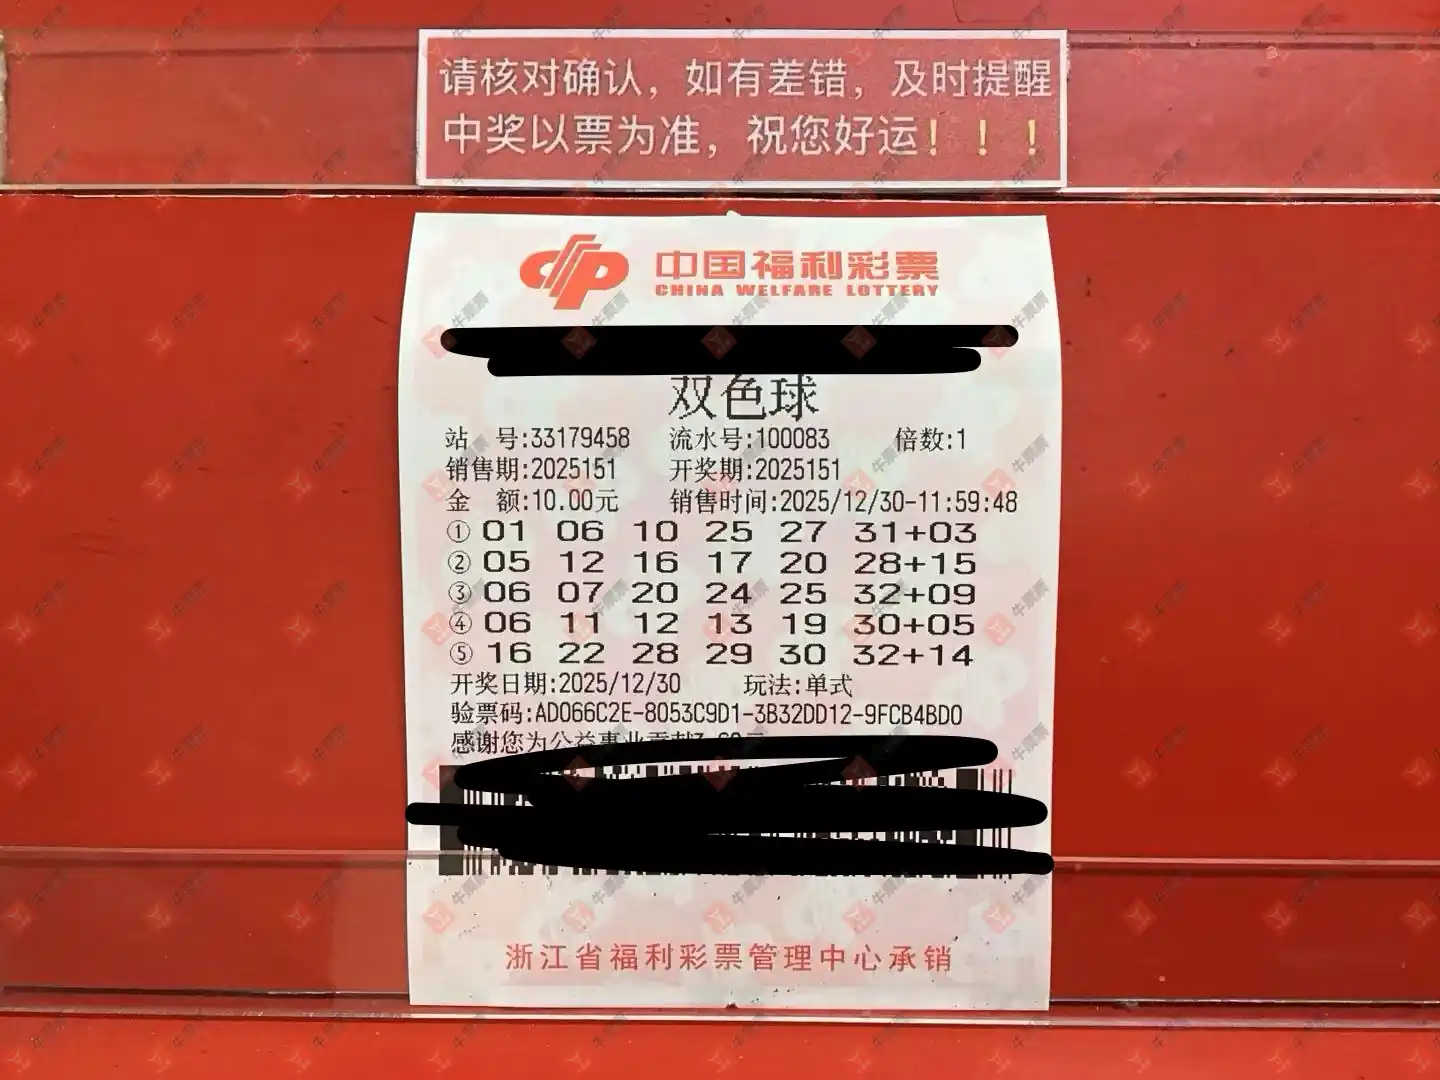 请核对确认，如有差错，及时提醒
中奖以票为准，祝您好运！！！
中国福利彩票
CHINA WELFARE LOTTERY
双色球
站 号:33179458 流水号:100083 倍数:1
销售期:2025151 开奖期:2025151
金 额:10.00元 销售时间:2025/12/30-11:59:48
① 01 06 10 25 27 31+03
② 05 12 16 17 20 28+15
③ 06 07 20 24 25 32+09
④ 06 11 12 13 19 30+05
⑤ 16 22 28 29 30 32+14
开奖日期:2025/12/30 玩法:单式
验票码:AD066C2E-8053C9D1-3B32DD12-9FCB4BD0
感谢您为公益事业贡献
浙江省福利彩票管理中心承销
牛票票